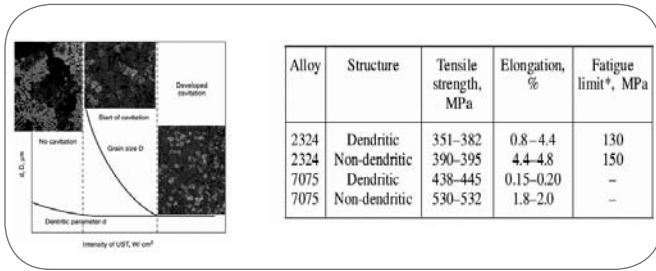 Developed
cavitation
Start of cavitation
No cavitation
Grain size D
Dendritic parameter d
d, D, μm
Intensity of UST, W/cm²
Alloy Structure Tensile strength, MPa Elongation, % Fatigue limit*, MPa
2324 Dendritic 351–382 0.8–4.4 130
2324 Non-dendritic 390–395 4.4–4.8 150
7075 Dendritic 438–445 0.15–0.20 –
7075 Non-dendritic 530–532 1.8–2.0 –